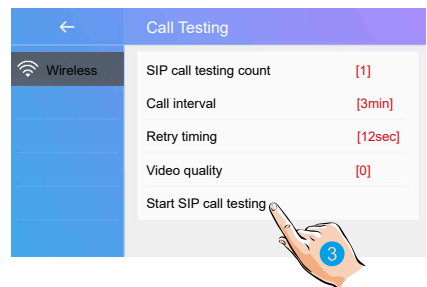 Call Testing
Wireless
SIP call testing count [1]
Call interval [3min]
Retry timing [12sec]
Video quality [0]
Start SIP call testing
3